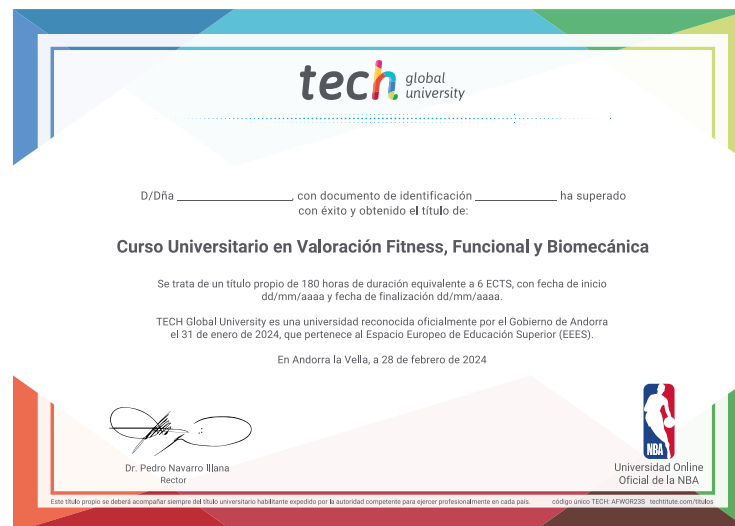 tech global university
D/Dña ______________, con documento de identificación __________ ha superado
con éxito y obtenido el título de:
Curso Universitario en Valoración Fitness, Funcional y Biomecánica
Se trata de un título propio de 180 horas de duración equivalente a 6 ECTS, con fecha de inicio
dd/mm/aaaa y fecha de finalización dd/mm/aaaa.
TECH Global University es una universidad reconocida oficialmente por el Gobierno de Andorra
el 31 de enero de 2024, que pertenece al Espacio Europeo de Educación Superior (EEES).
En Andorra la Vella, a 28 de febrero de 2024
Dr. Pedro Navarro Illana
Rector
NBA
Universidad Online
Oficial de la NBA
Este título propio se deberá acompañar siempre del título universitario habilitante expedido por la autoridad competente para ejercer profesionalmente en cada país. código único TECH: AFWOR23S techtitute.com/titulos